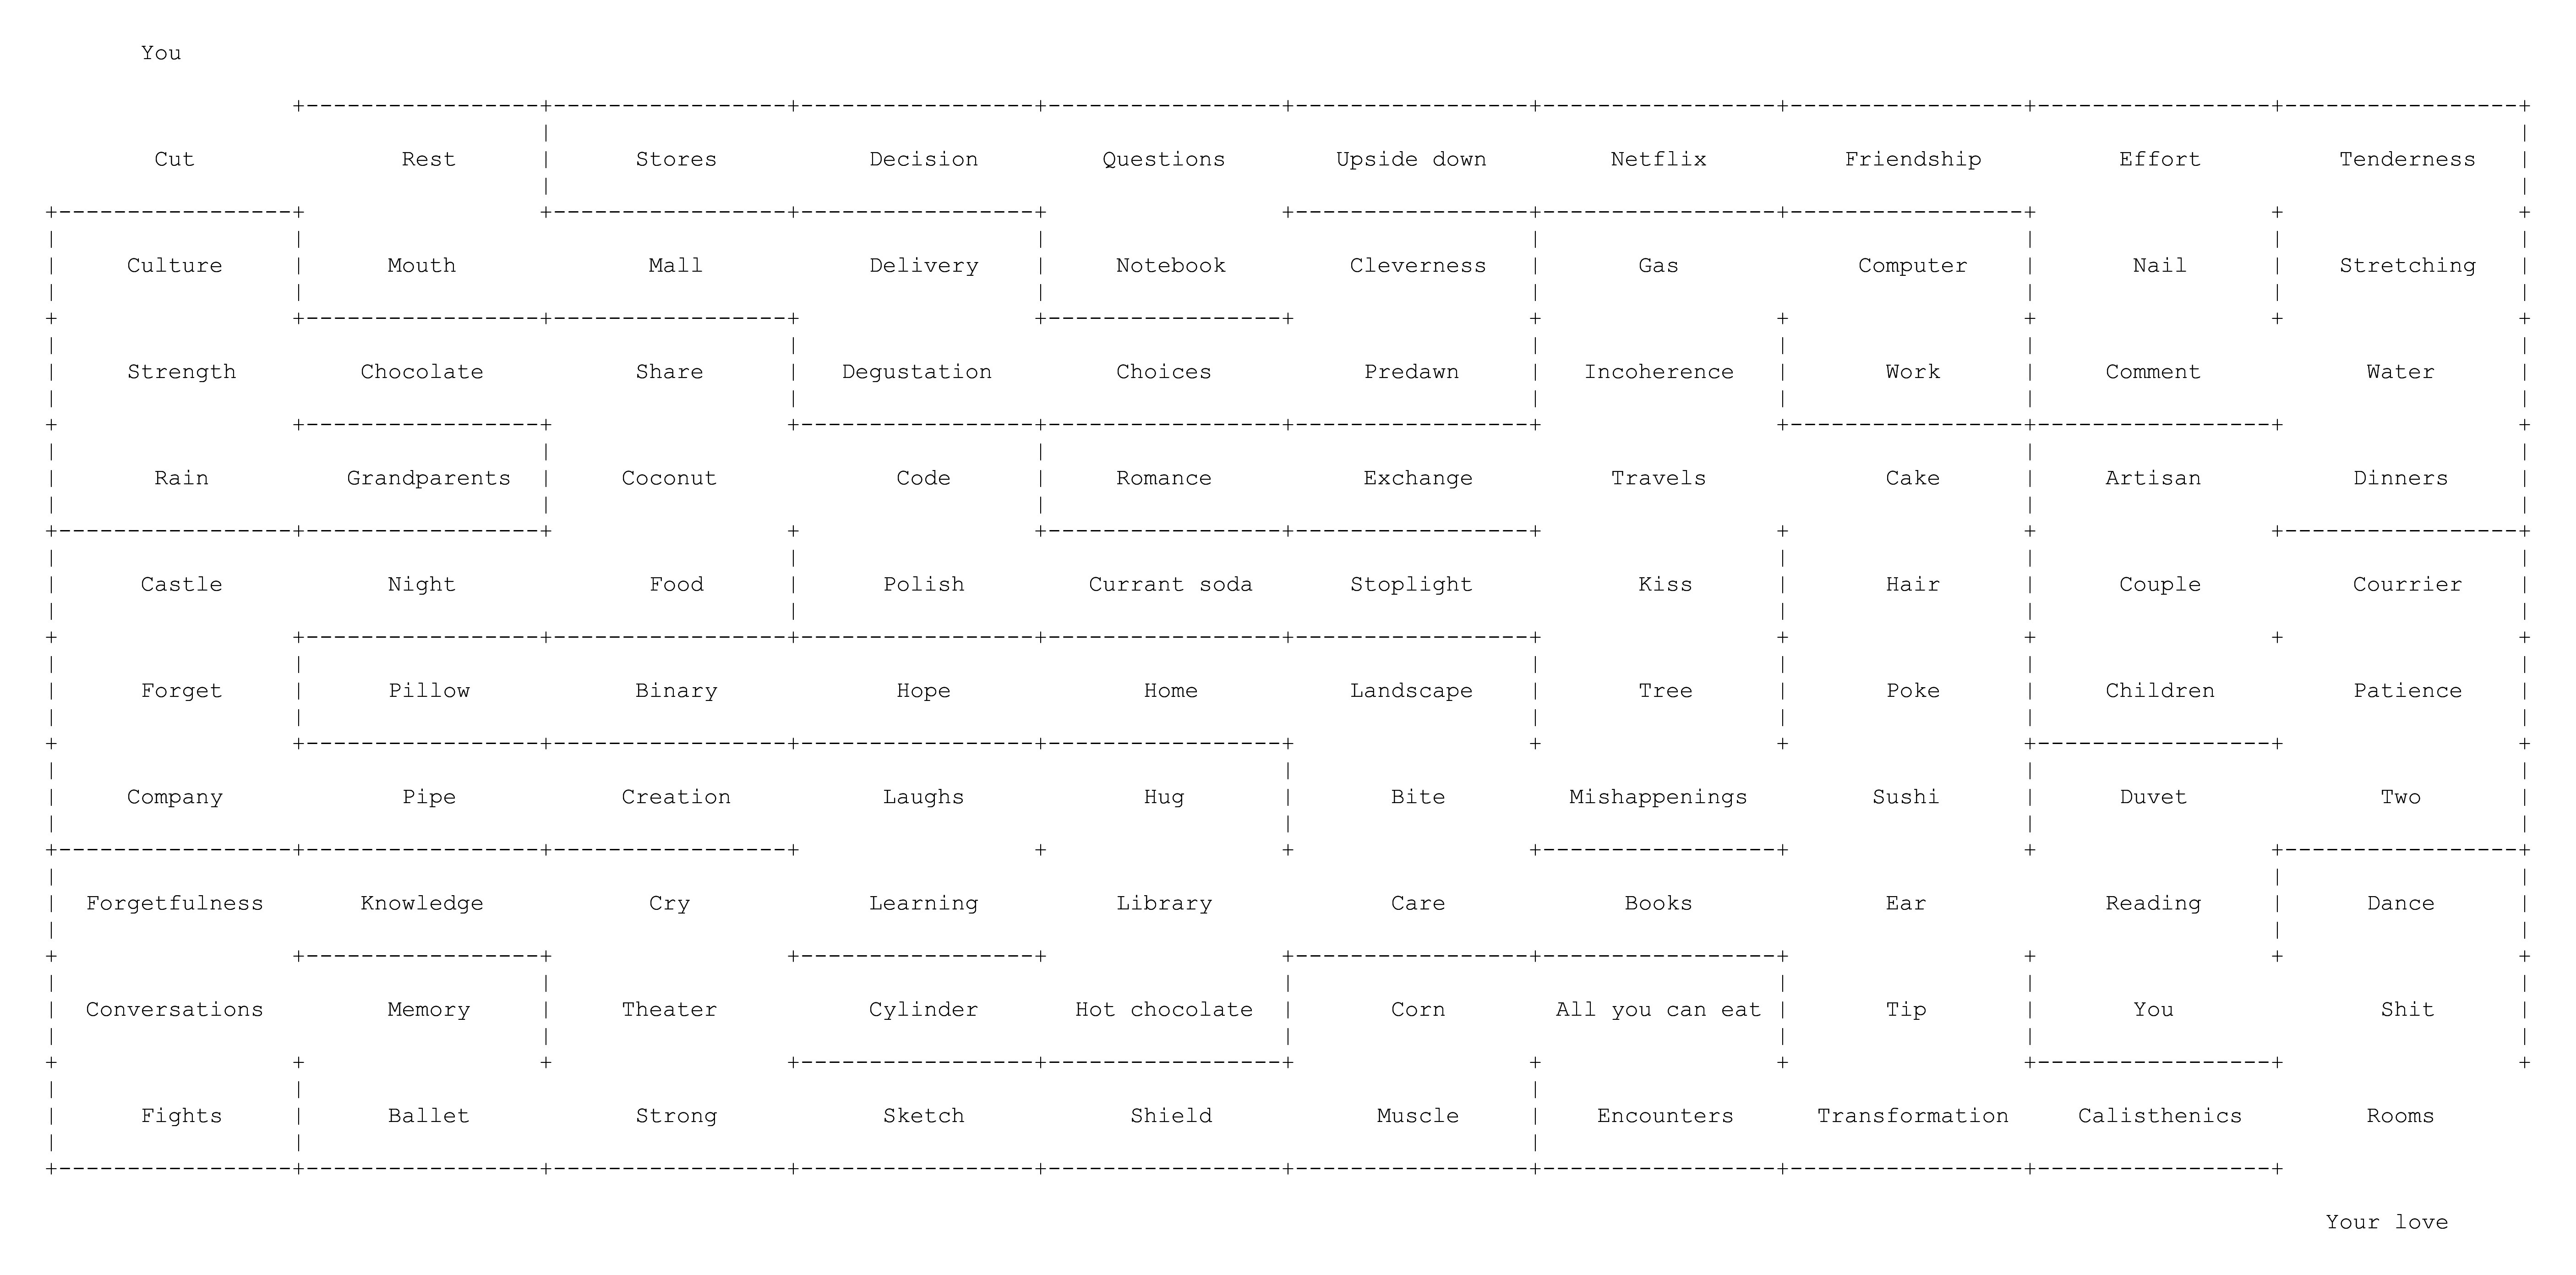 You
Cut Rest Stores Decision Questions Upside down Netflix Friendship Effort Tenderness
Culture Mouth Mall Delivery Notebook Cleverness Gas Computer Nail Stretching
Strength Chocolate Share Degustation Choices Predawn Incoherence Work Comment Water
Rain Grandparents Coconut Code Romance Exchange Travels Cake Artisan Dinners
Castle Night Food Polish Currant soda Stoplight Kiss Hair Couple Courrier
Forget Pillow Binary Hope Home Landscape Tree Poke Children Patience
Company Pipe Creation Laughs Hug Bite Mishappenings Sushi Duvet Two
Forgetfulness Knowledge Cry Learning Library Care Books Ear Reading Dance
Conversations Memory Theater Cylinder Hot chocolate Corn All you can eat Tip You Shit
Fights Ballet Strong Sketch Shield Muscle Encounters Transformation Calisthenics Rooms
Your love